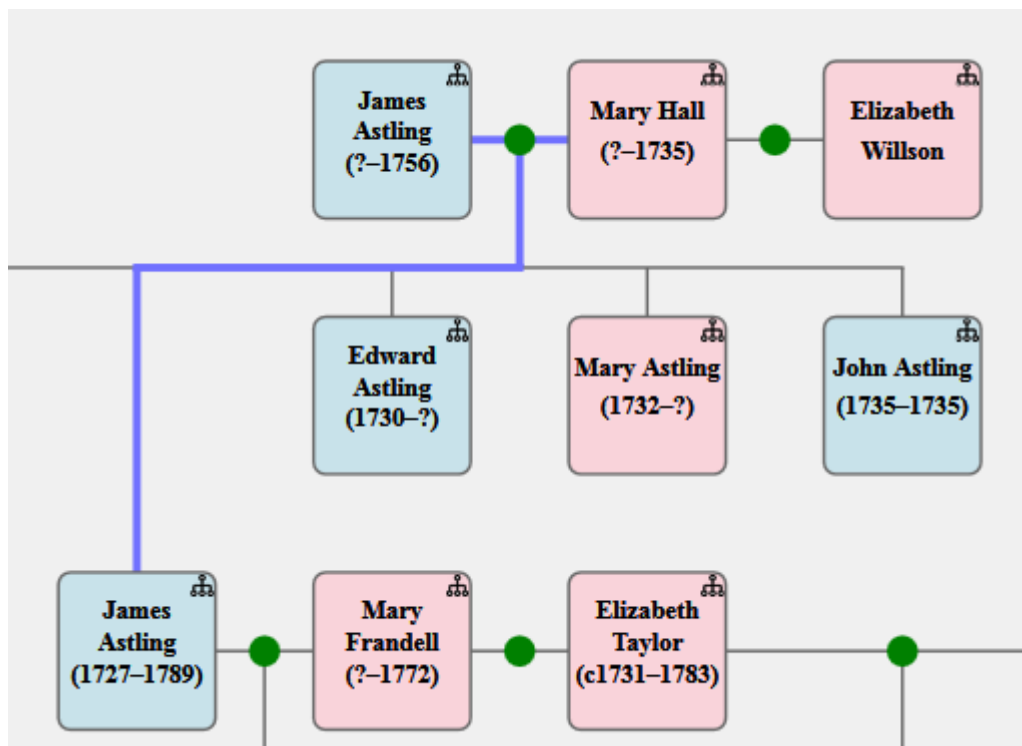 James
Astling
(?–1756)
Mary Hall
(?–1735)
Elizabeth
Willson
Edward
Astling
(1730–?)
Mary Astling
(1732–?)
John Astling
(1735–1735)
James
Astling
(1727–1789)
Mary
Frandell
(?–1772)
Elizabeth
Taylor
(c1731–1783)